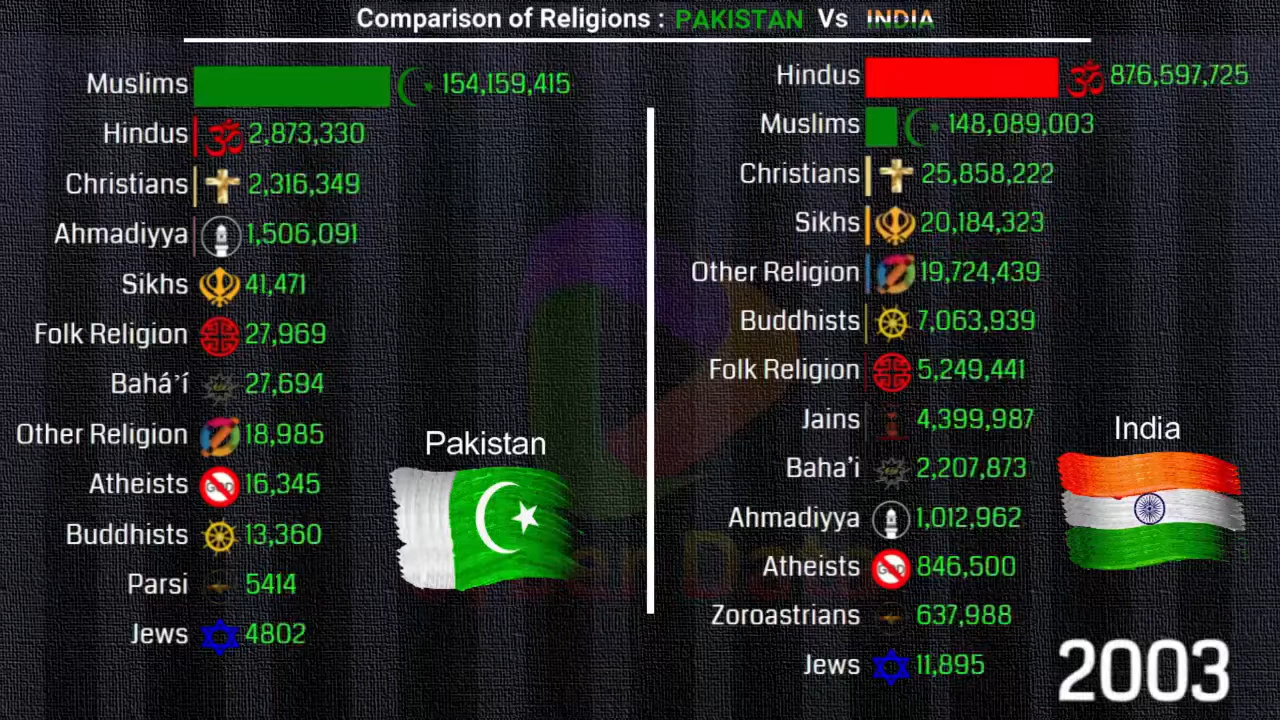 Comparison of Religions : PAKISTAN Vs INDIA
Muslims 154,159,415
Hindus 2,873,330
Christians 2,316,349
Ahmadiyya 1,506,091
Sikhs 41,471
Folk Religion 27,969
Bahá’í 27,694
Other Religion 18,985
Atheists 16,345
Buddhists 13,360
Parsi 5414
Jews 4802
Pakistan
Hindus 876,597,725
Muslims 148,089,003
Christians 25,858,222
Sikhs 20,184,323
Other Religion 19,724,439
Buddhists 7,063,939
Folk Religion 5,249,441
Jains 4,399,987
Baha’i 2,207,873
Ahmadiyya 1,012,962
Atheists 846,500
Zoroastrians 637,988
Jews 11,895
India
2003